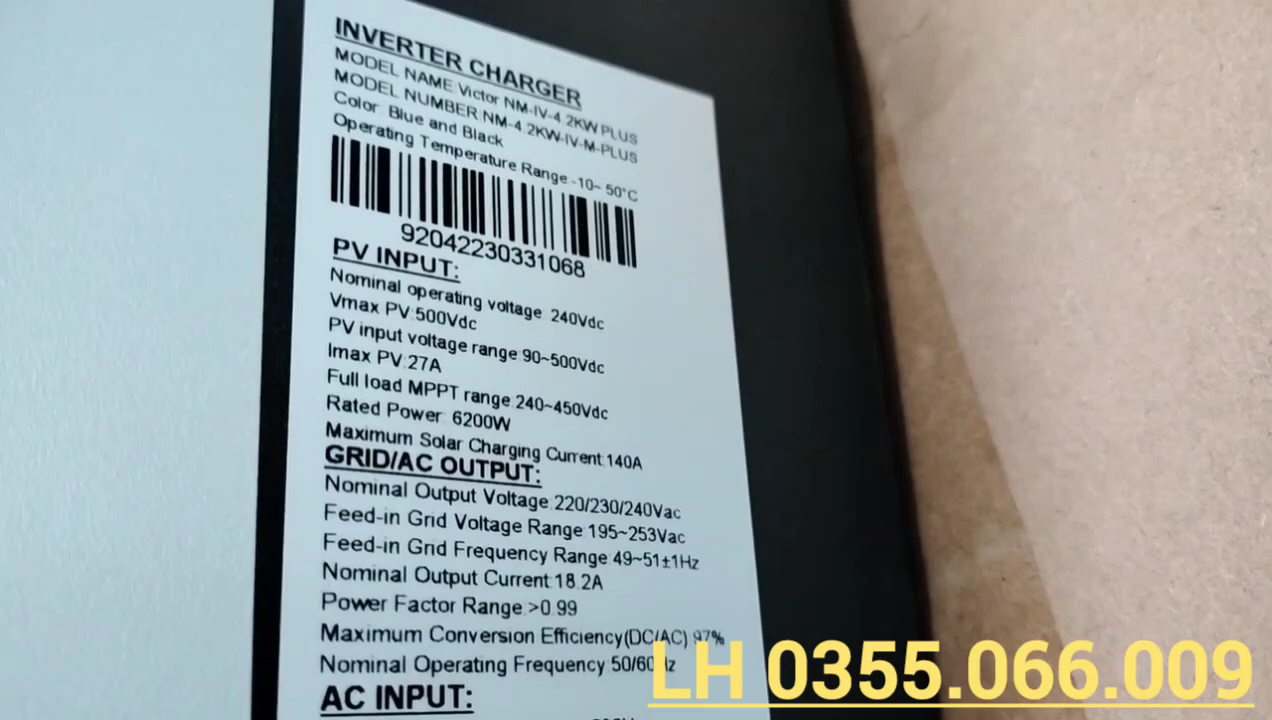 INVERTER CHARGER
MODEL NAME:Victor NM-IV-4.2KW PLUS
MODEL NUMBER:NM-4.2KW-IV-M-PLUS
Color: Blue and Black
Operating Temperature Range:-10~ 50°C
92042230331068
PV INPUT:
Nominal operating voltage: 240Vdc
Vmax PV:500Vdc
PV input voltage range:90~500Vdc
Imax PV:27A
Full load MPPT range:240~450Vdc
Rated Power: 6200W
Maximum Solar Charging Current:140A
GRID/AC OUTPUT:
Nominal Output Voltage:220/230/240Vac
Feed-in Grid Voltage Range:195~253Vac
Feed-in Grid Frequency Range:49~51±1Hz
Nominal Output Current:18.2A
Power Factor Range:>0.99
Maximum Conversion Efficiency(DC/AC):97%
Nominal Operating Frequency:50/60Hz
AC INPUT:
LH 0355.066.009